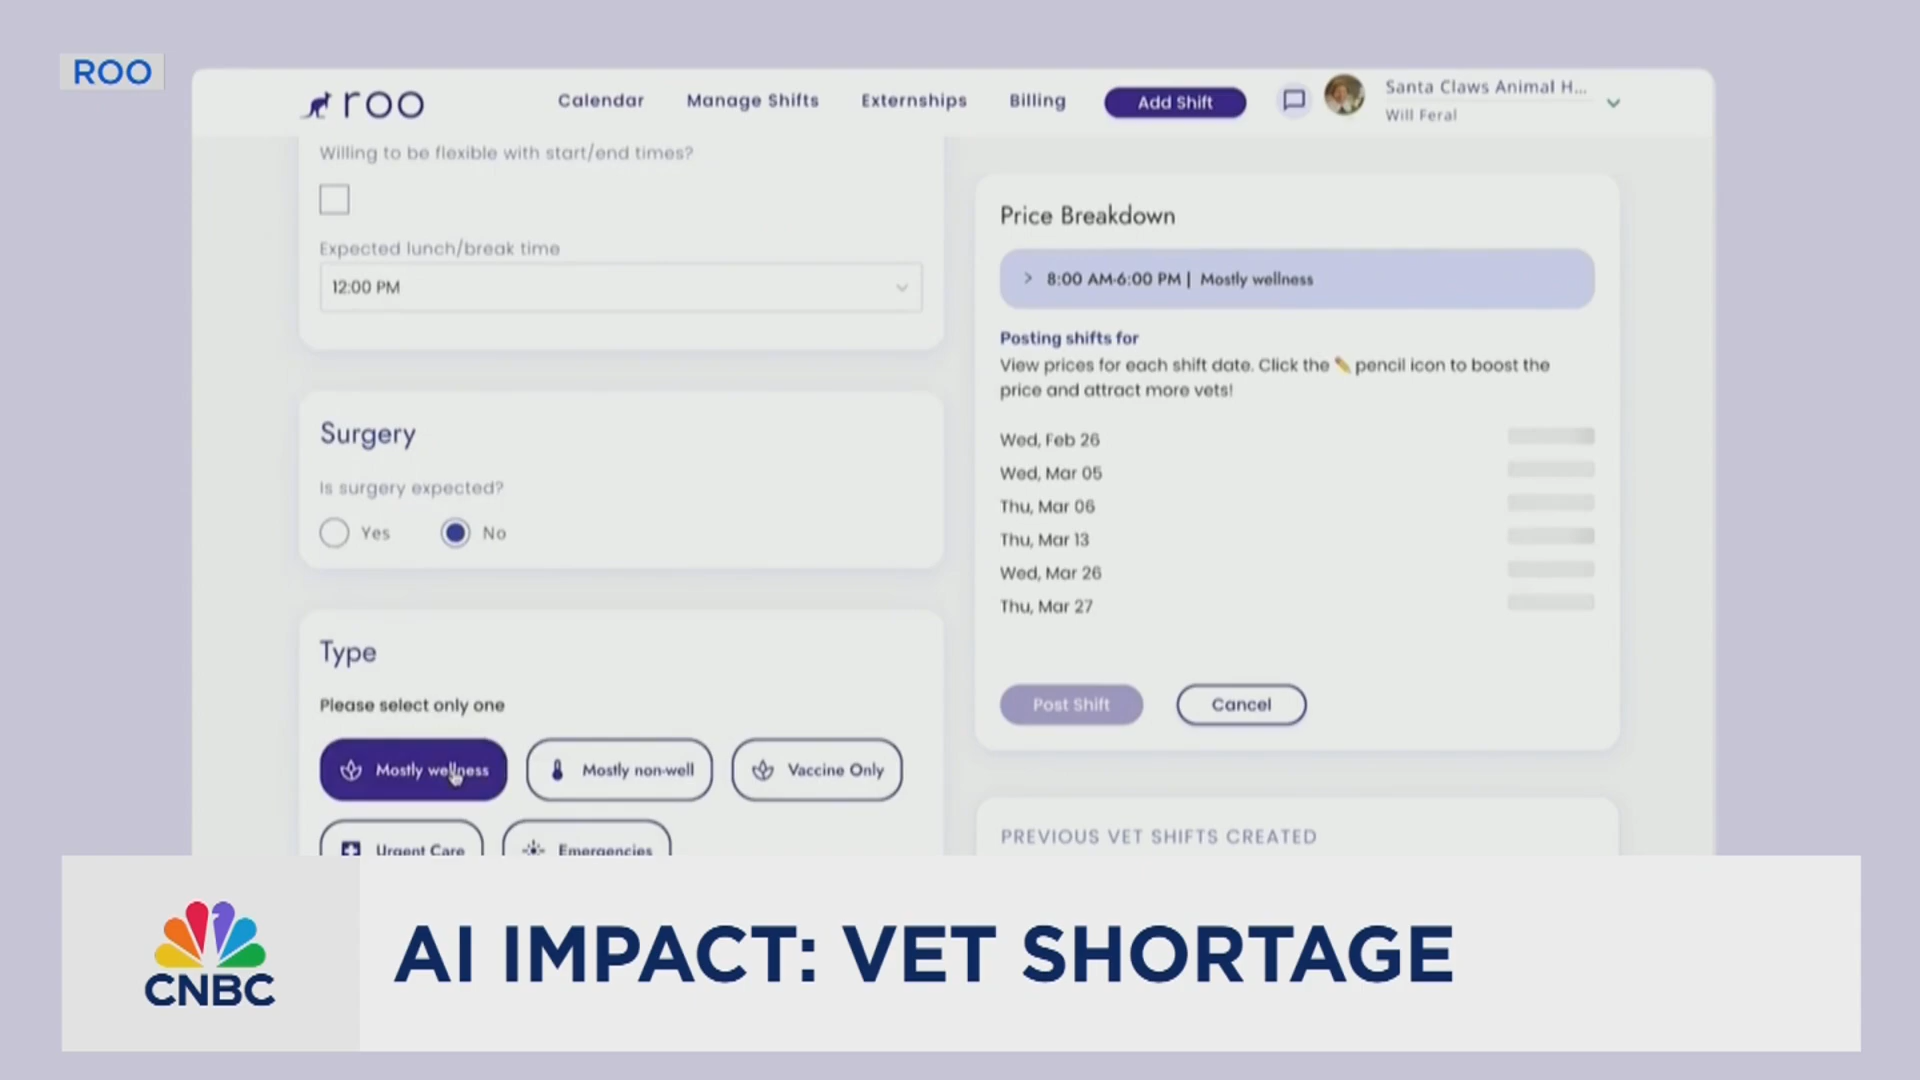 ROO
roo
Calendar
Manage Shifts
Externships
Billing
Add Shift
Santa Claws Animal H...
Will Feral
Willing to be flexible with start/end times?
Expected lunch/break time
12:00 PM
Surgery
Is surgery expected?
Yes
No
Type
Please select only one
Mostly wellness
Mostly non-well
Vaccine Only
Urgent Care
Emergencies
Price Breakdown
8:00 AM-6:00 PM | Mostly wellness
Posting shifts for
View prices for each shift date. Click the ✏️ pencil icon to boost the
price and attract more vets!
Wed, Feb 26
Wed, Mar 05
Thu, Mar 06
Thu, Mar 13
Wed, Mar 26
Thu, Mar 27
Post Shift
Cancel
PREVIOUS VET SHIFTS CREATED
CNBC
AI IMPACT: VET SHORTAGE